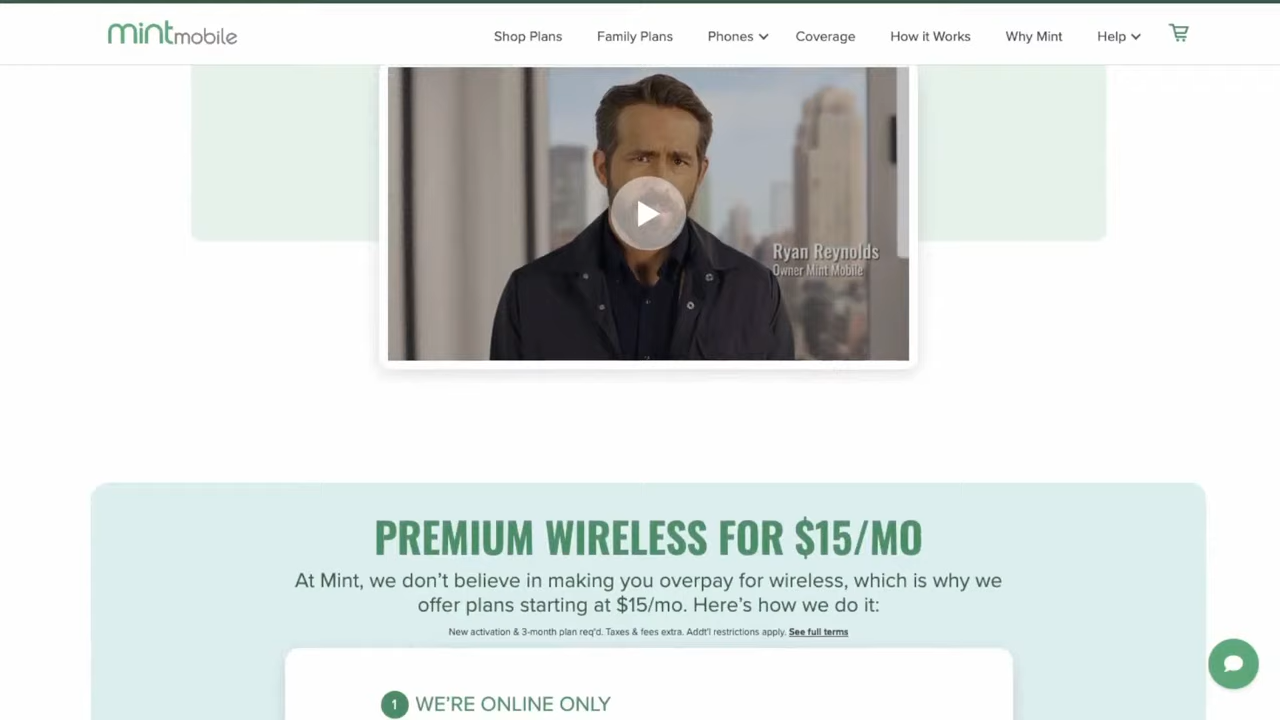 mintmobile
Shop Plans
Family Plans
Phones
Coverage
How it Works
Why Mint
Help
Ryan Reynolds
Owner Mint Mobile
PREMIUM WIRELESS FOR $15/MO
At Mint, we don’t believe in making you overpay for wireless, which is why we
offer plans starting at $15/mo. Here’s how we do it:
New activation & 3-month plan req'd. Taxes & fees extra. Addt'l restrictions apply. See full terms
1 WE'RE ONLINE ONLY